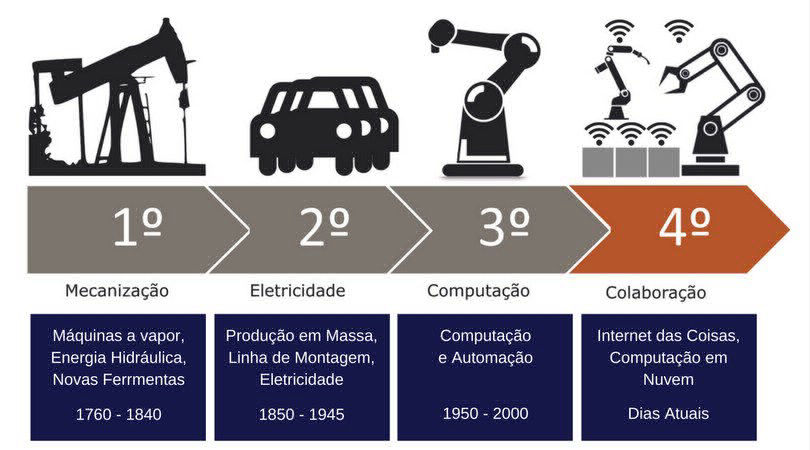 1º
2º
3º
4º
Mecanização
Eletricidade
Computação
Colaboração
Máquinas a vapor,
Energia Hidráulica,
Novas Ferrmentas
1760 - 1840
Produção em Massa,
Linha de Montagem,
Eletricidade
1850 - 1945
Computação
e Automação
1950 - 2000
Internet das Coisas,
Computação em
Nuvem
Dias Atuais